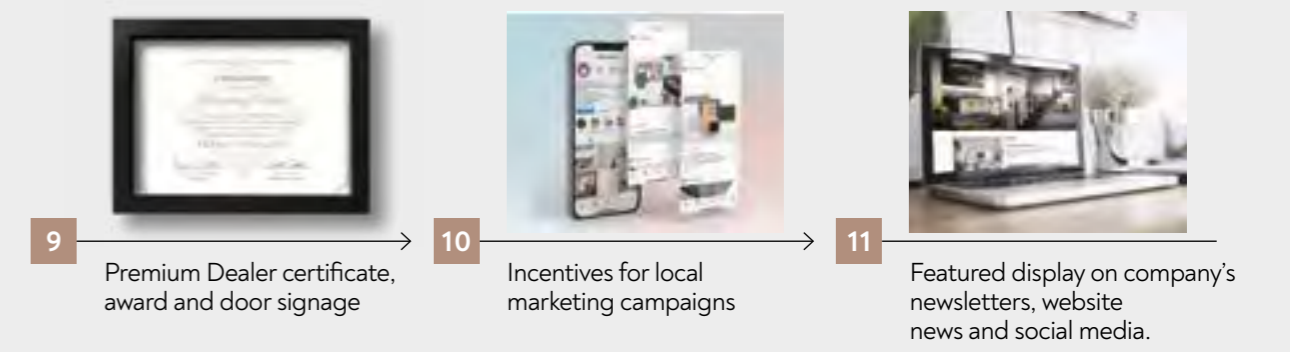 9
Premium Dealer certificate,
award and door signage
10
Incentives for local
marketing campaigns
11
Featured display on company's
newsletters, website
news and social media.